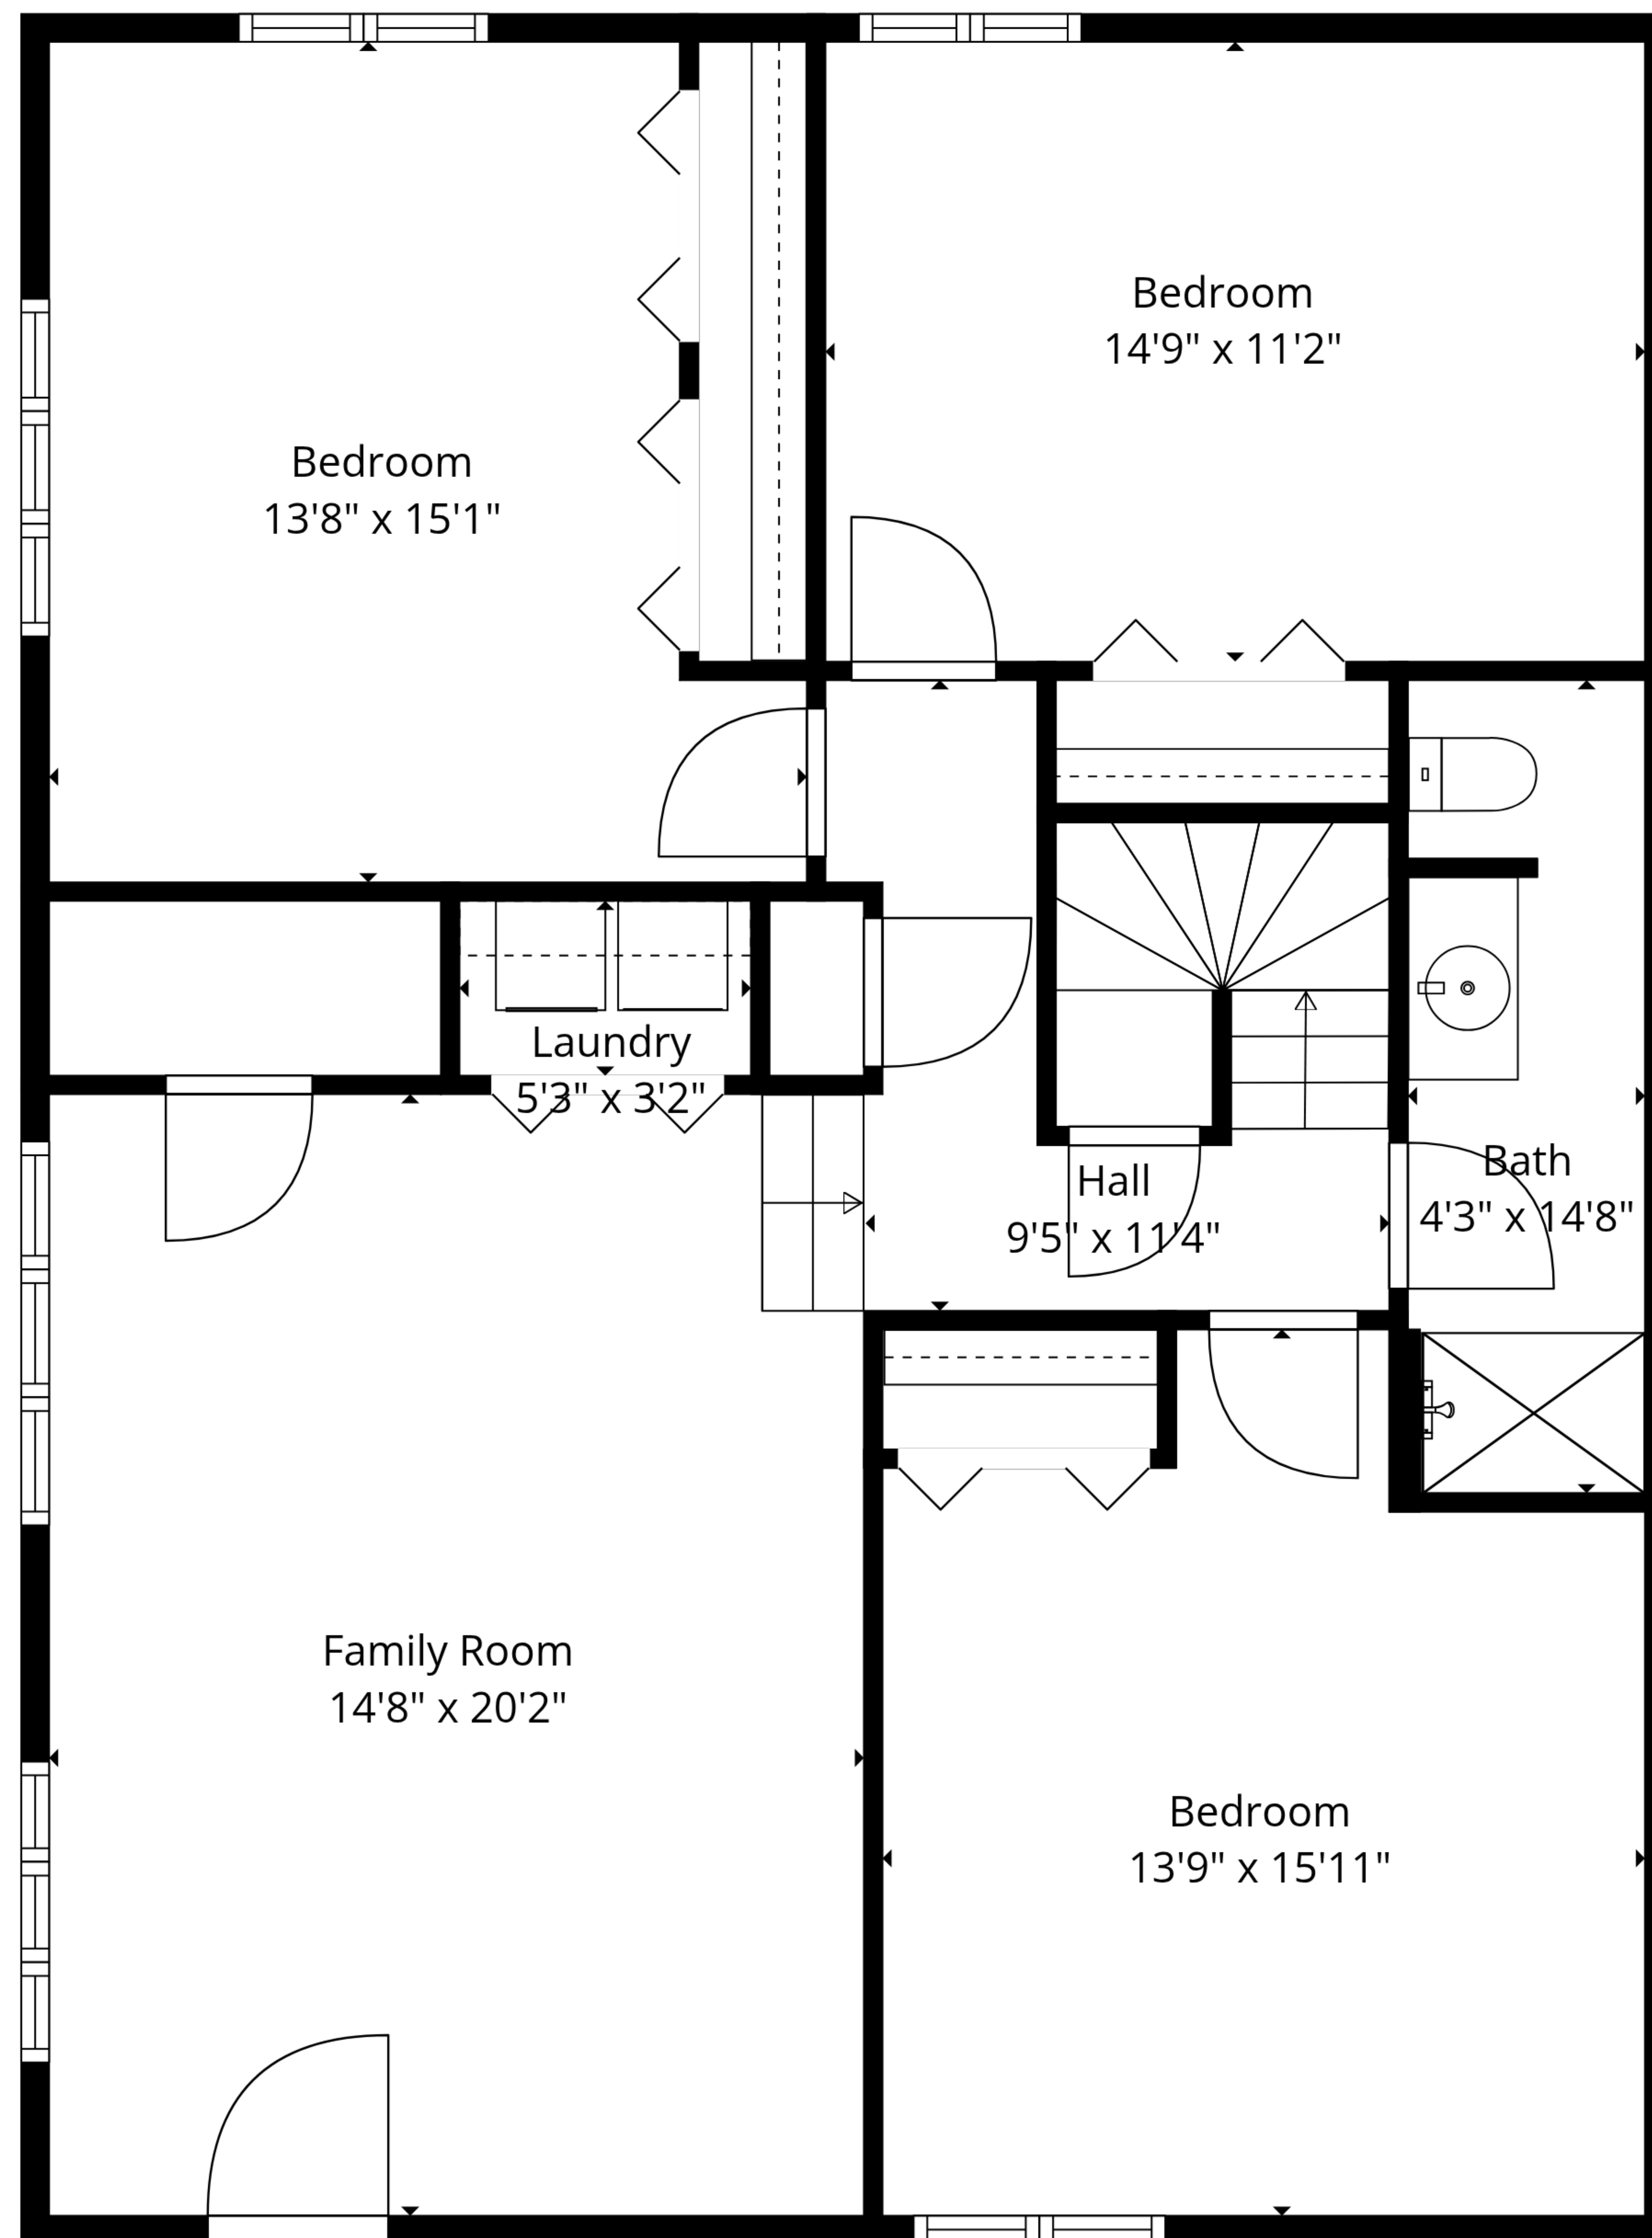 Bedroom
14'9" x 11'2"
Bedroom
13'8" x 15'1"
Laundry
5'3" x 3'2"
Hall
9'5" x 11'4"
Bath
4'3" x 14'8"
Family Room
14'8" x 20'2"
Bedroom
13'9" x 15'11"